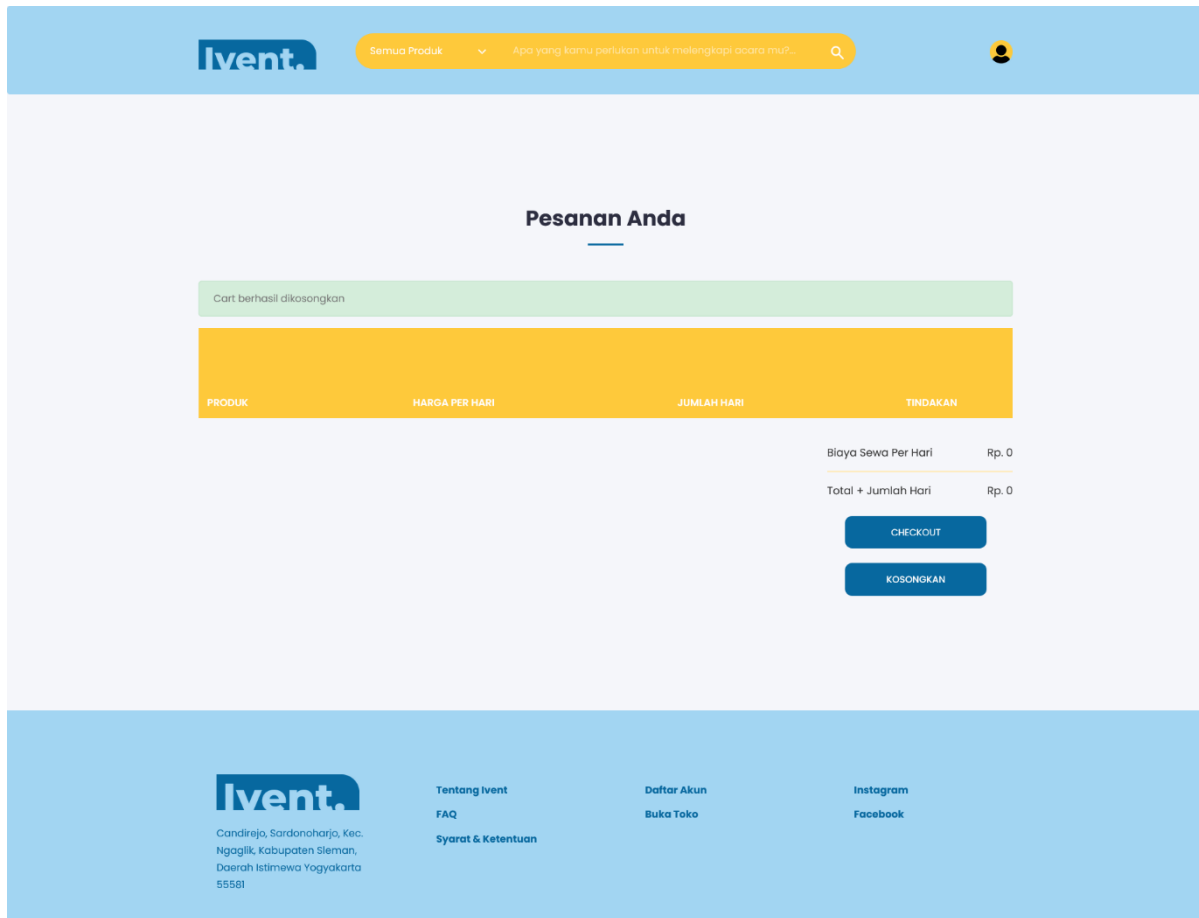 Ivent.
Semua Produk
Apa yang kamu perlukan untuk melengkapi acara mu?...
Pesanan Anda
Cart berhasil dikosongkan
PRODUK HARGA PER HARI JUMLAH HARI TINDAKAN
Biaya Sewa Per Hari Rp. 0
Total + Jumlah Hari Rp. 0
CHECKOUT
KOSONGKAN
Ivent.
Candirejo, Sardonoharjo, Kec.
Ngaglik, Kabupaten Sleman,
Daerah Istimewa Yogyakarta
55581
Tentang Ivent
FAQ
Syarat & Ketentuan
Daftar Akun
Buka Toko
Instagram
Facebook